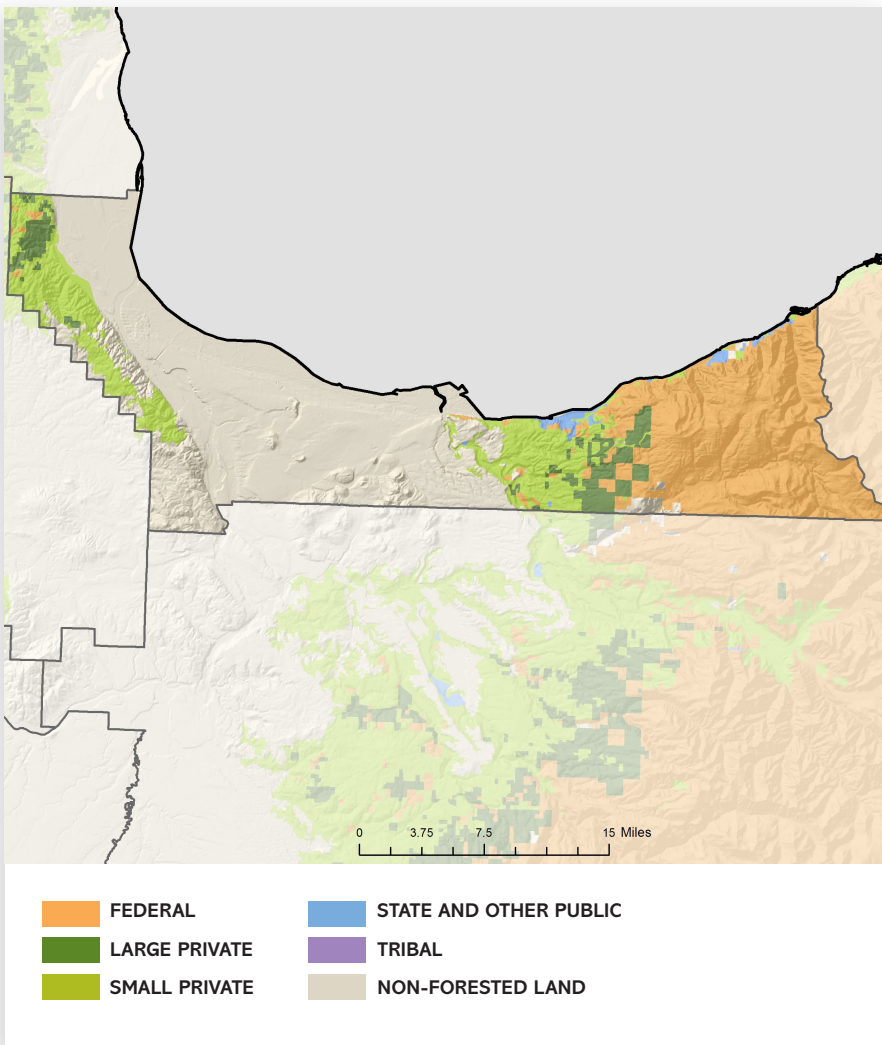 0 3.75 7.5 15 Miles
FEDERAL
LARGE PRIVATE
SMALL PRIVATE
STATE AND OTHER PUBLIC
TRIBAL
NON-FORESTED LAND